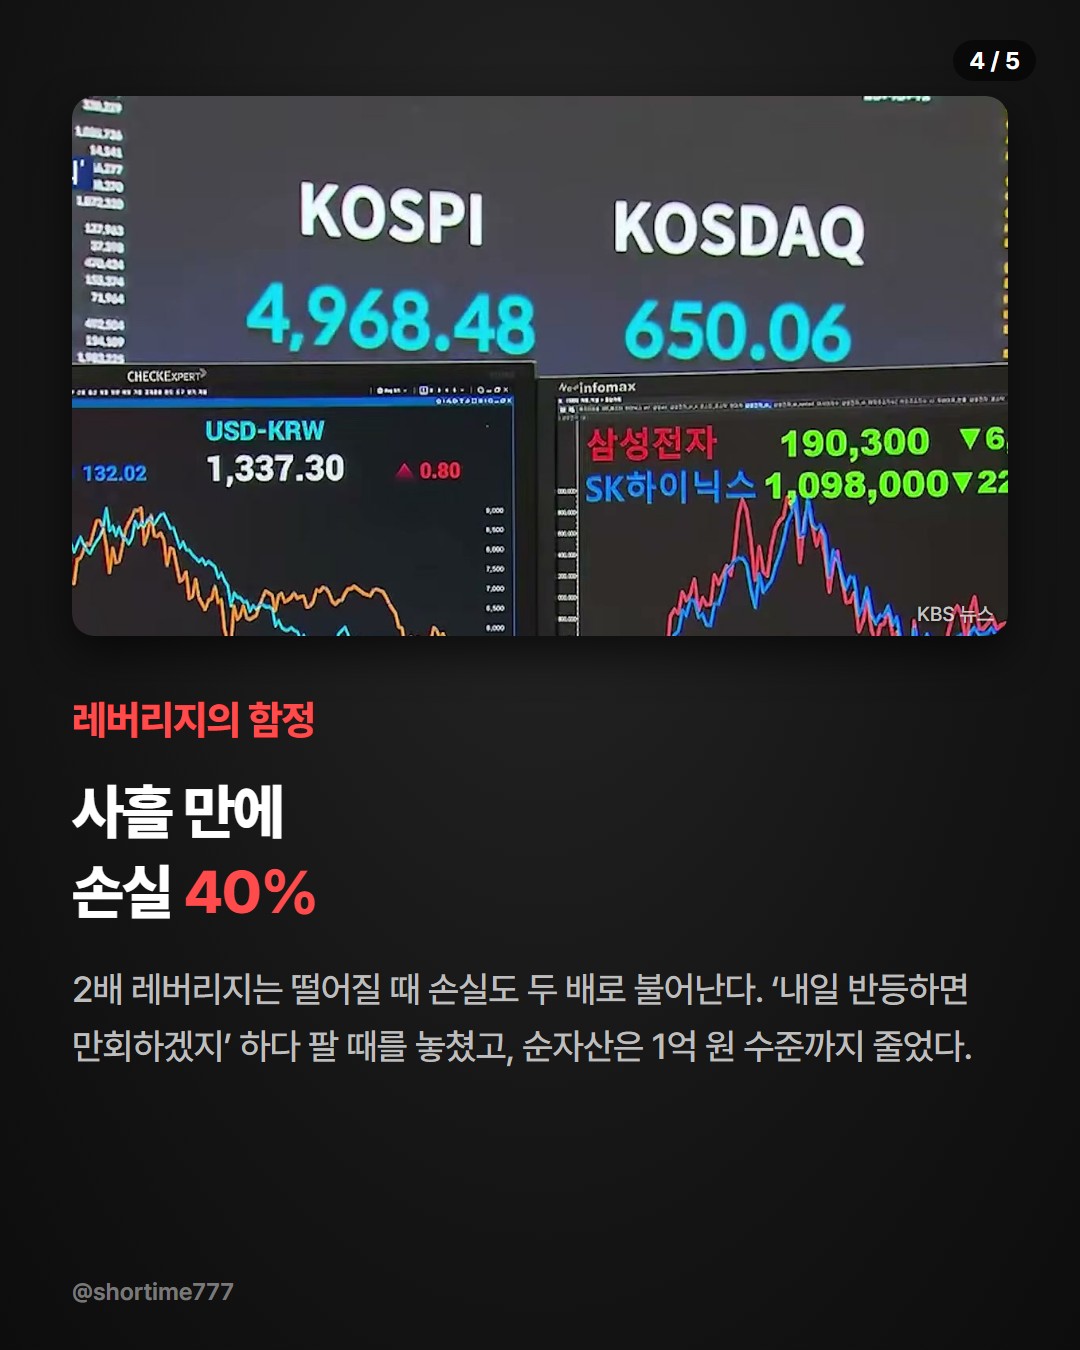 4 / 5
KOSPI
KOSDAQ
4,968.48
650.06
CHECKEXPERT
infomax
USD-KRW
132.02
1,337.30
▲ 0.80
삼성전자 190,300 ▼6
SK하이닉스 1,098,000▼22
KBS 뉴스
레버리지의 함정
사흘 만에
손실 40%
2배 레버리지는 떨어질 때 손실도 두 배로 불어난다. ‘내일 반등하면
만회하겠지’ 하다 팔 때를 놓쳤고, 순자산은 1억 원 수준까지 줄었다.
@shortime777